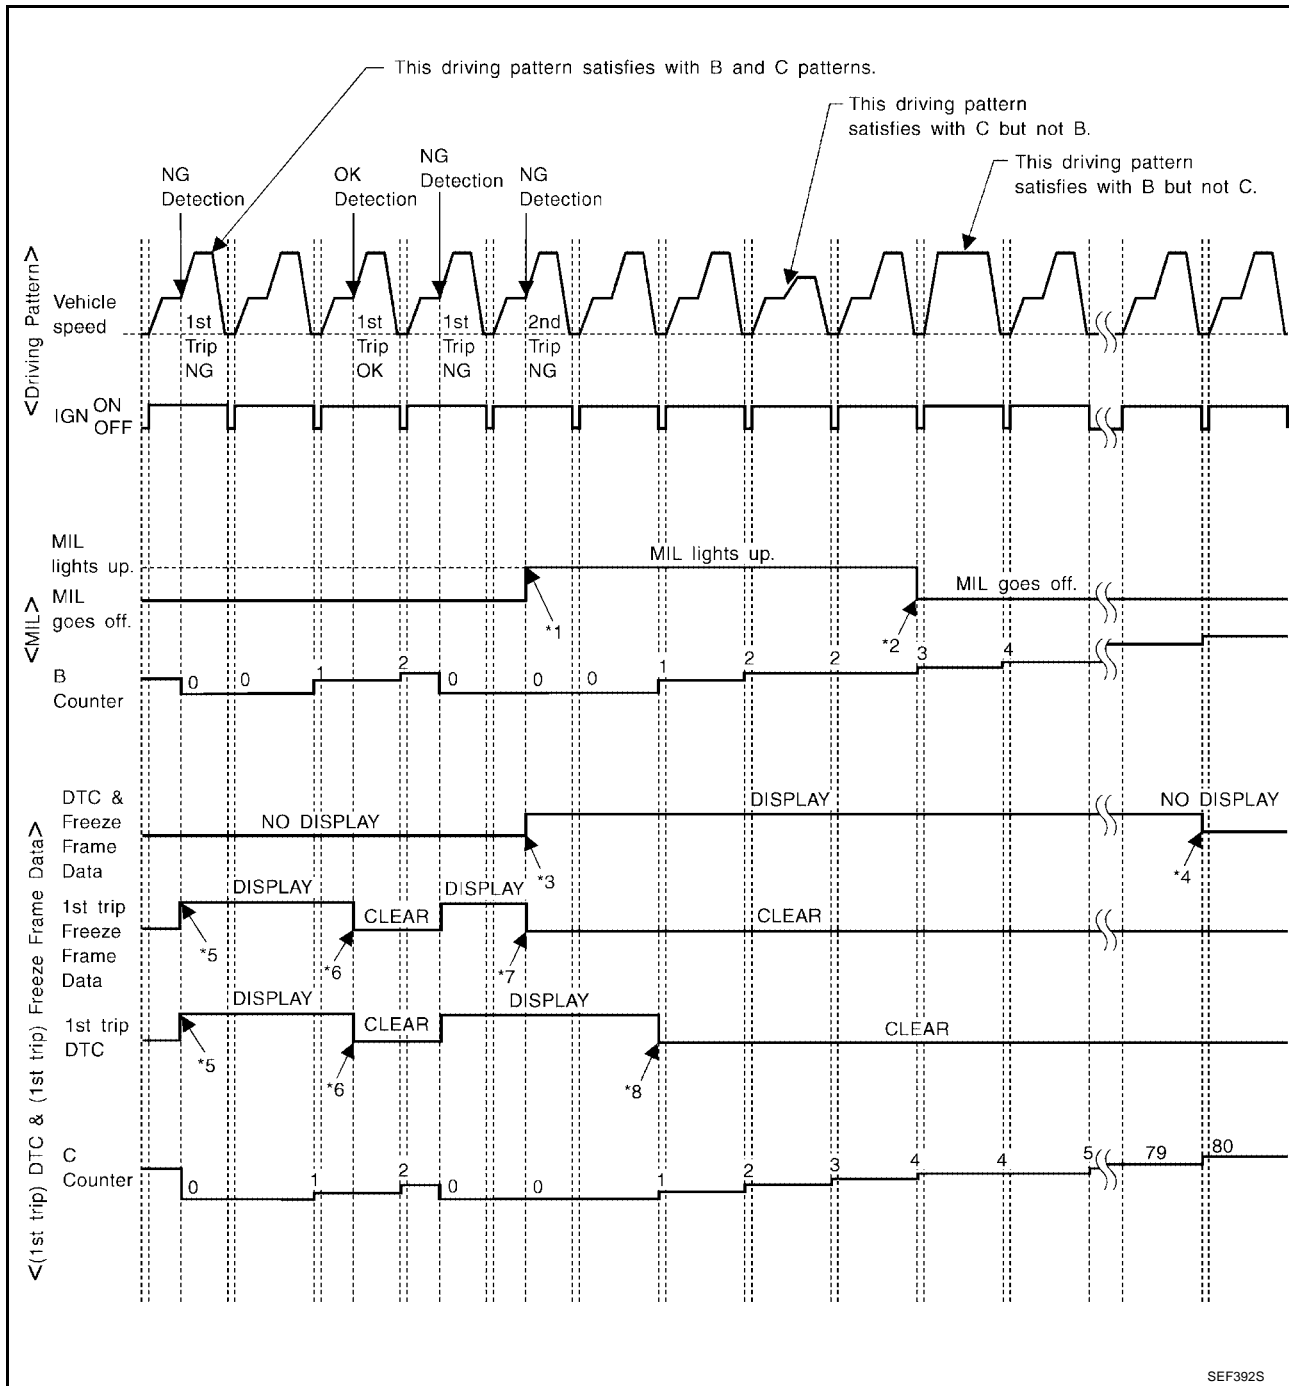 This driving pattern satisfies with B and C patterns.
This driving pattern
satisfies with C but not B.
This driving pattern
satisfies with B but not C.
NG
Detection
OK
Detection
NG
Detection
NG
Detection
<Driving Pattern>
Vehicle
speed
1st
Trip
NG
1st
Trip
OK
1st
Trip
NG
2nd
Trip
NG
IGN ON
OFF
<MIL>
MIL
lights up.
MIL
goes off.
MIL lights up.
MIL goes off.
*1
*2
B
Counter
0 0 1 2 0 0 0 1 2 2 3 4
<(1st trip) DTC & (1st trip) Freeze Frame Data>
DTC &
Freeze
Frame
Data
NO DISPLAY
DISPLAY
NO DISPLAY
*3
*4
1st trip
Freeze
Frame
Data
DISPLAY
CLEAR
DISPLAY
CLEAR
*5
*6
*7
1st trip
DTC
DISPLAY
CLEAR
DISPLAY
CLEAR
*5
*6
*8
C
Counter
0 1 2 0 0 1 2 3 4 4 5 79 80
SEF392S